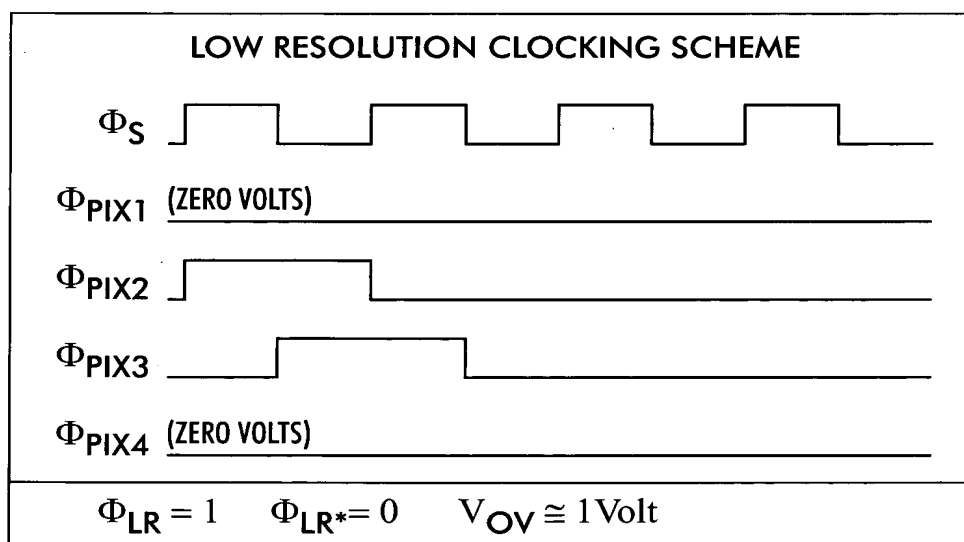 LOW RESOLUTION CLOCKING SCHEME
ΦS
ΦPIX1 (ZERO VOLTS)
ΦPIX2
ΦPIX3
ΦPIX4 (ZERO VOLTS)
ΦLR = 1 ΦLR*= 0 VOV ≅ 1Volt